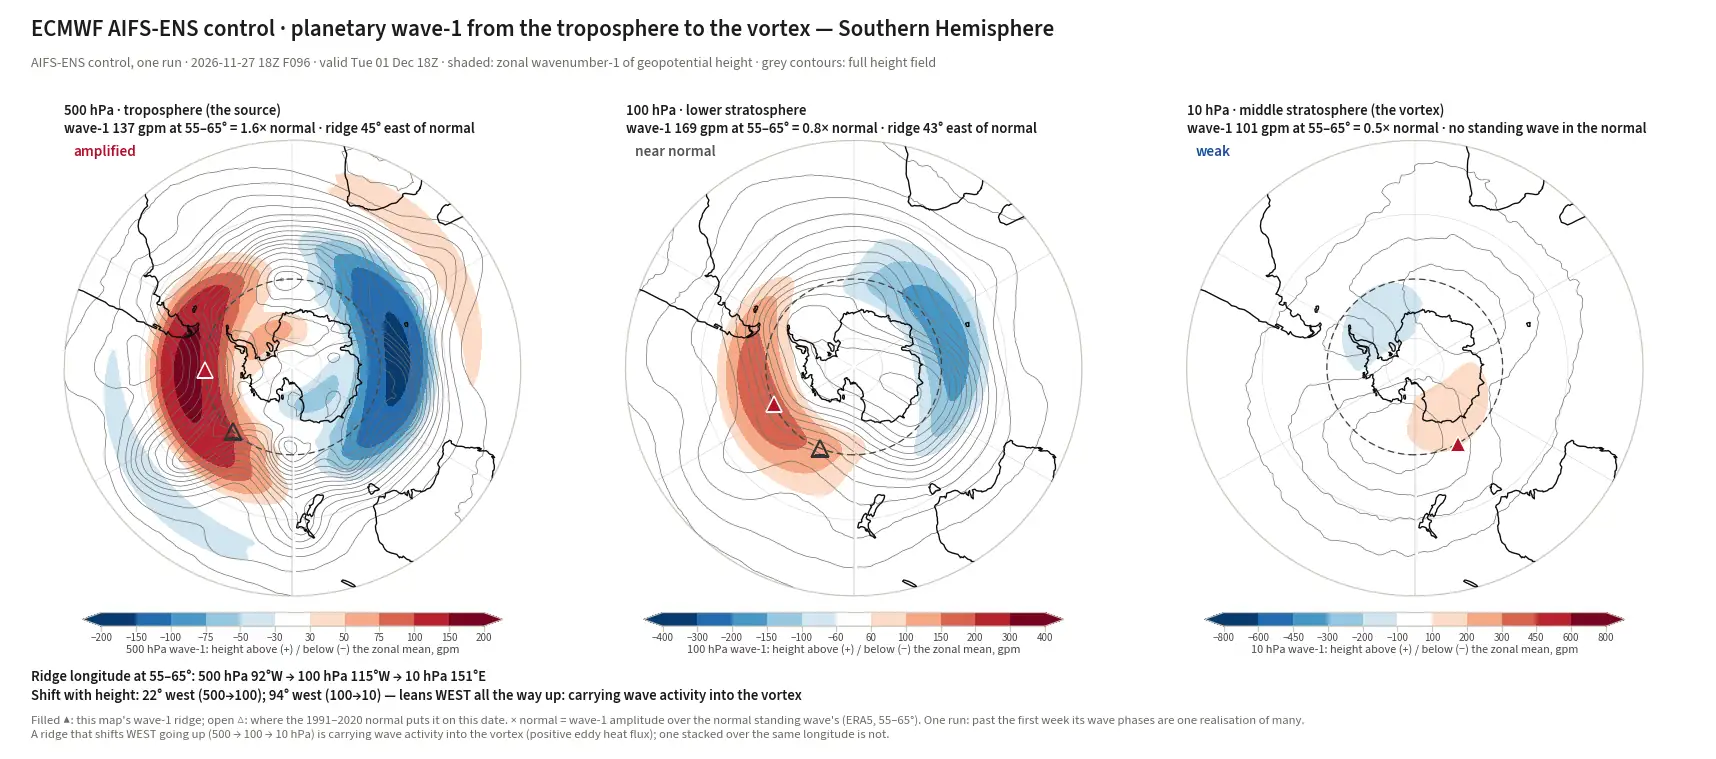 ECMWF AIFS-ENS control · planetary wave-1 from the troposphere to the vortex — Southern Hemisphere
AIFS-ENS control, one run · 2026-11-27 18Z F096 · valid Tue 01 Dec 18Z · shaded: zonal wavenumber-1 of geopotential height · grey contours: full height field
500 hPa · troposphere (the source)
wave-1 137 gpm at 55–65° = 1.6× normal · ridge 45° east of normal
amplified
100 hPa · lower stratosphere
wave-1 169 gpm at 55–65° = 0.8× normal · ridge 43° east of normal
near normal
10 hPa · middle stratosphere (the vortex)
wave-1 101 gpm at 55–65° = 0.5× normal · no standing wave in the normal
weak
−200 −150 −100 −75 −50 −30 30 50 75 100 150 200
500 hPa wave-1: height above (+) / below (−) the zonal mean, gpm
−400 −300 −200 −150 −100 −60 60 100 150 200 300 400
100 hPa wave-1: height above (+) / below (−) the zonal mean, gpm
−800 −600 −450 −300 −200 −100 100 200 300 450 600 800
10 hPa wave-1: height above (+) / below (−) the zonal mean, gpm
Ridge longitude at 55–65°: 500 hPa 92°W → 100 hPa 115°W → 10 hPa 151°E
Shift with height: 22° west (500→100); 94° west (100→10) — leans WEST all the way up: carrying wave activity into the vortex
Filled ▲: this map's wave-1 ridge; open △: where the 1991–2020 normal puts it on this date. × normal = wave-1 amplitude over the normal standing wave's (ERA5, 55–65°). One run: past the first week its wave phases are one realisation of many.
A ridge that shifts WEST going up (500 → 100 → 10 hPa) is carrying wave activity into the vortex (positive eddy heat flux); one stacked over the same longitude is not.